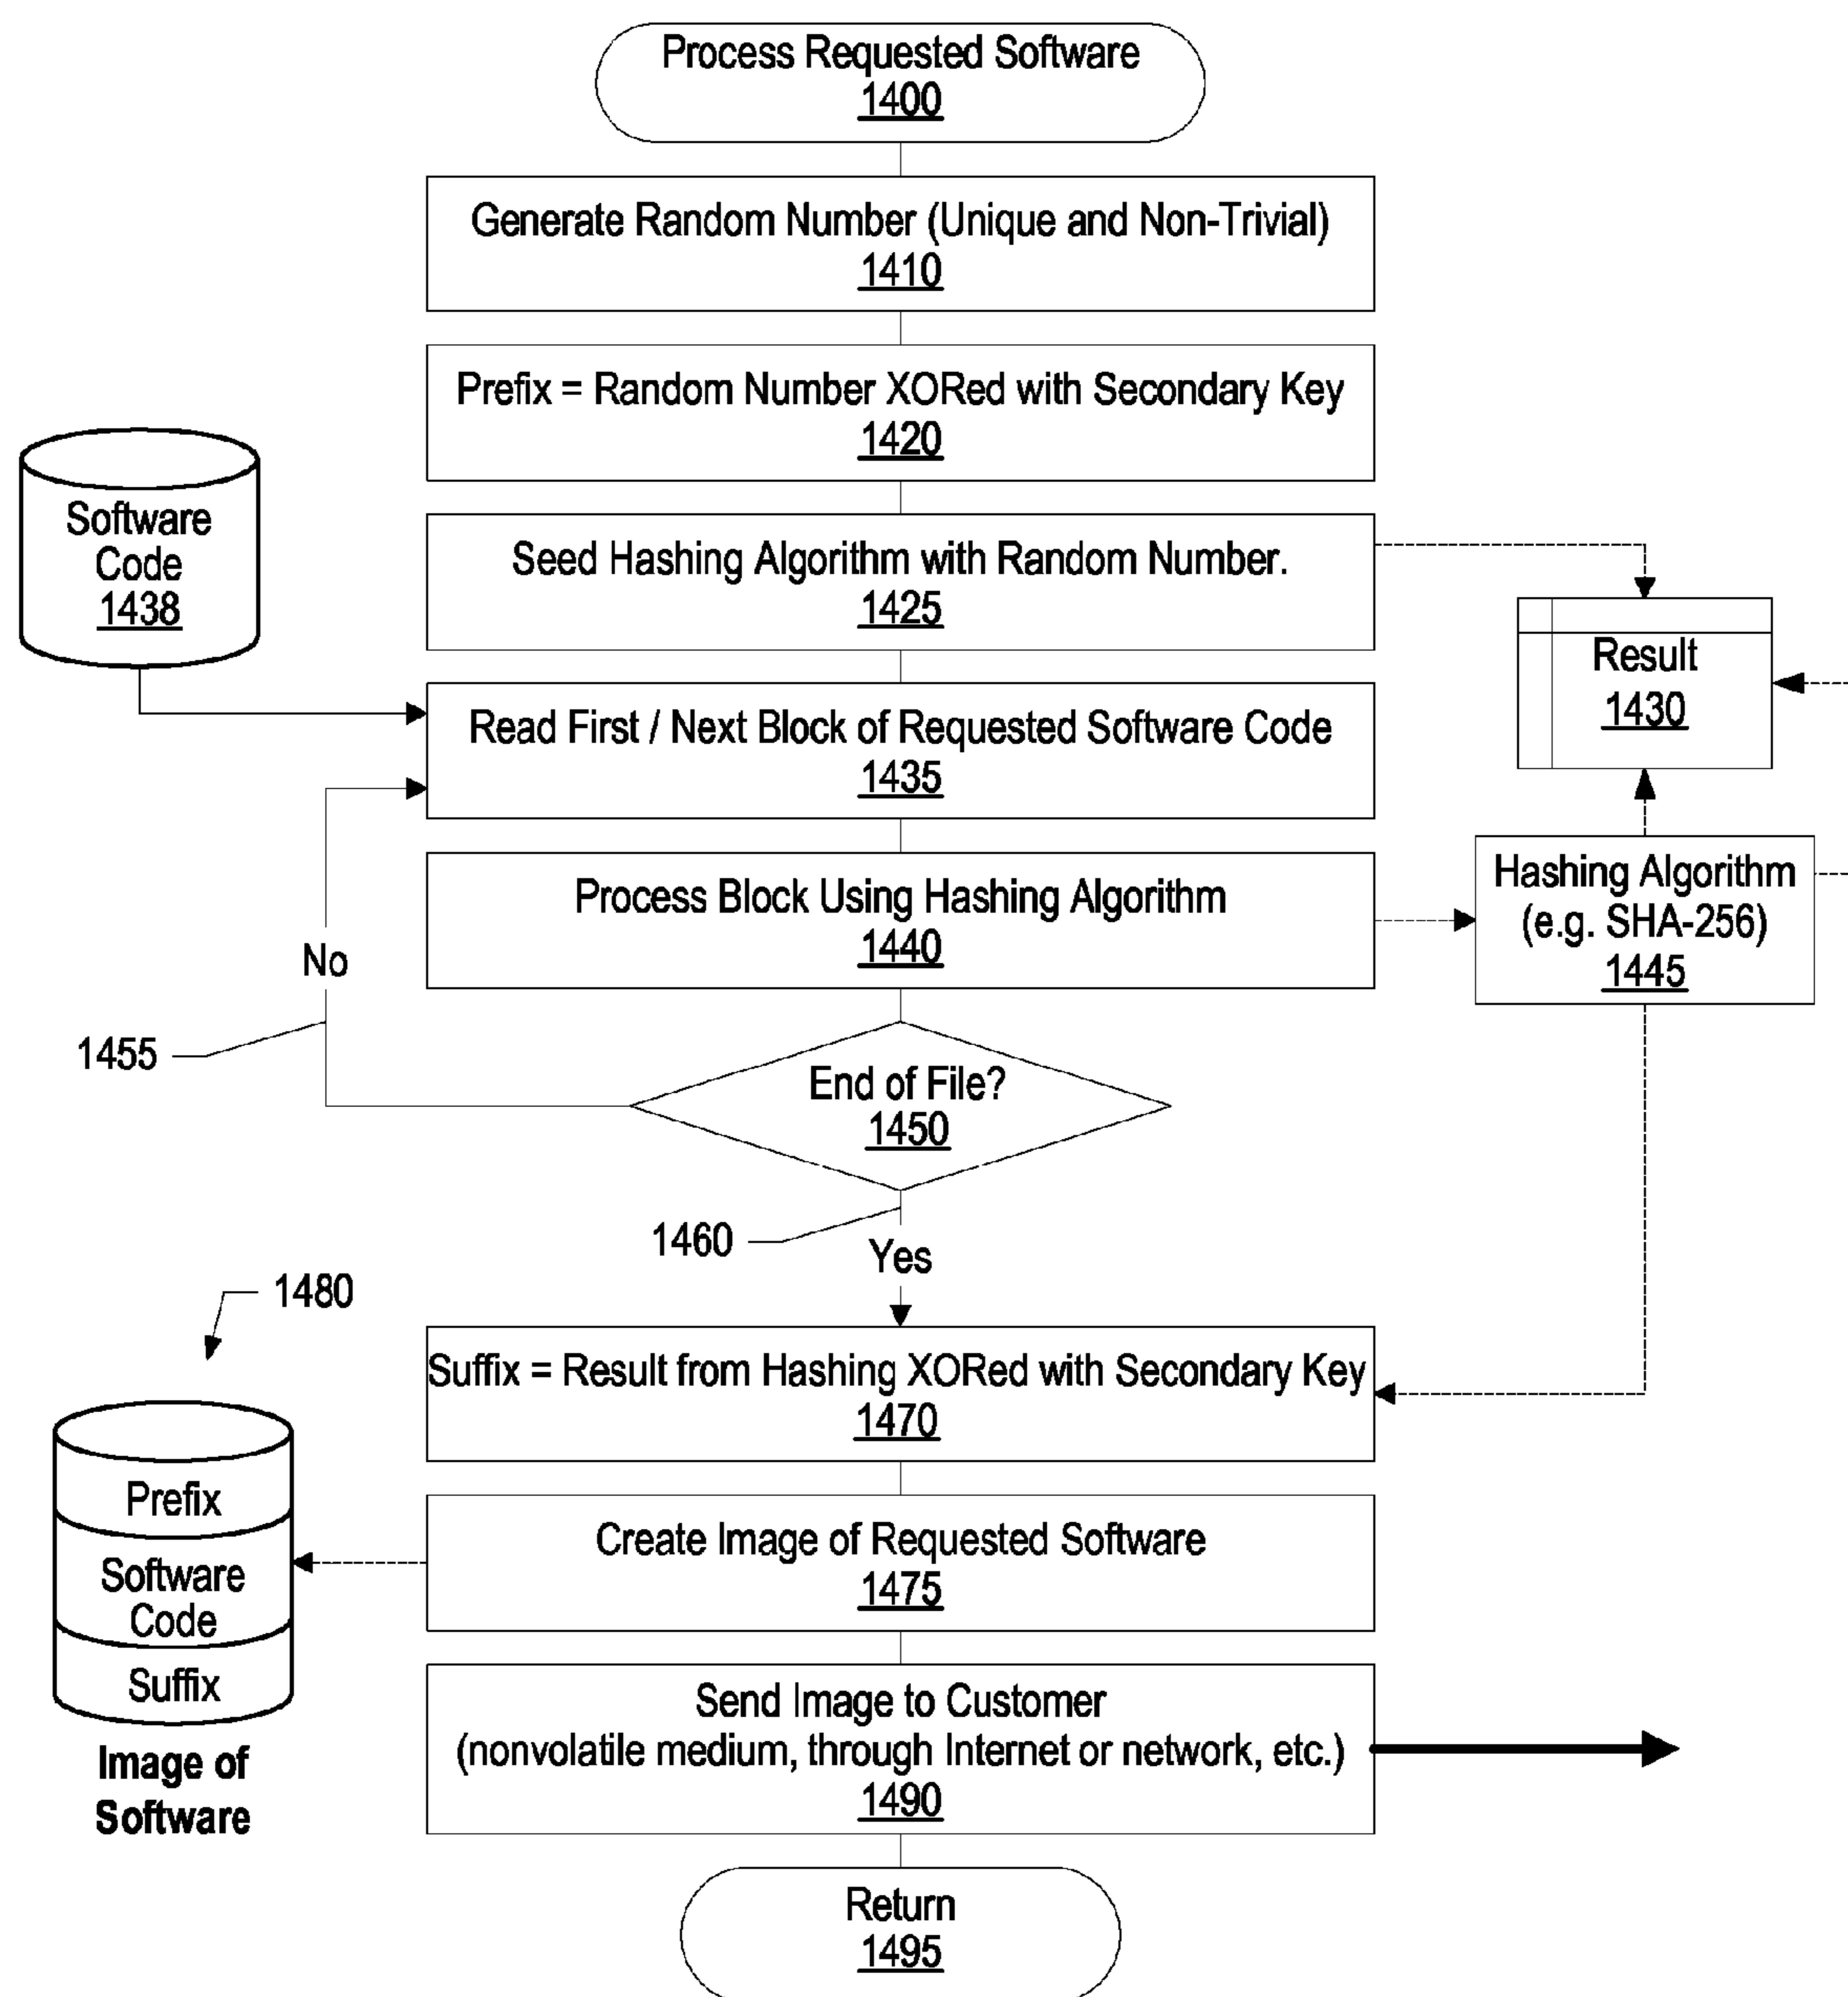 Process Requested Software
1400
Generate Random Number (Unique and Non-Trivial)
1410
Prefix = Random Number XORed with Secondary Key
1420
Software
Code
1438
Seed Hashing Algorithm with Random Number.
1425
Result
1430
Read First / Next Block of Requested Software Code
1435
Process Block Using Hashing Algorithm
1440
Hashing Algorithm
(e.g. SHA-256)
1445
No
1455
End of File?
1450
1460
Yes
1480
Suffix = Result from Hashing XORed with Secondary Key
1470
Prefix
Software
Code
Suffix
Image of
Software
Create Image of Requested Software
1475
Send Image to Customer
(nonvolatile medium, through Internet or network, etc.)
1490
Return
1495